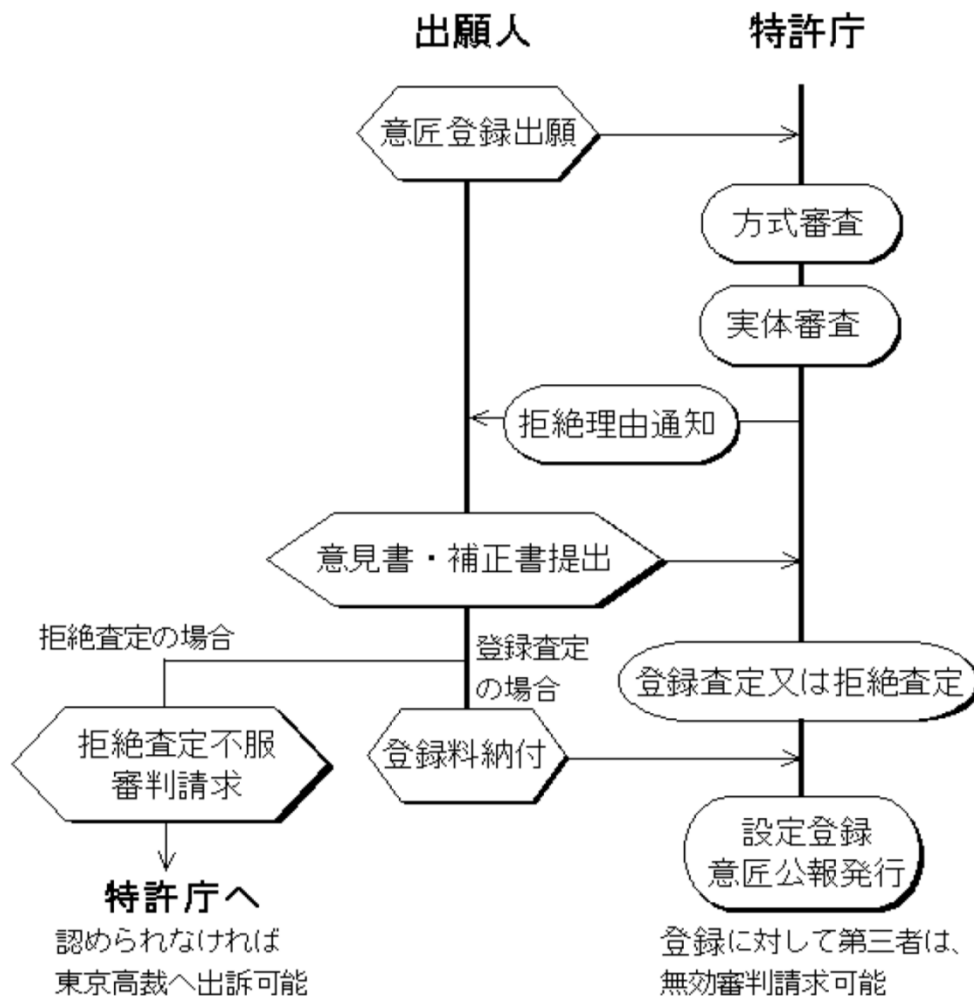 出願人
特許庁
意匠登録出願
方式審査
実体審査
拒絶理由通知
意見書・補正書提出
拒絶査定の場合
登録査定
の場合
登録査定又は拒絶査定
拒絶査定不服
審判請求
登録料納付
設定登録
意匠公報発行
特許庁へ
認められなければ
東京高裁へ出訴可能
登録に対して第三者は、
無効審判請求可能